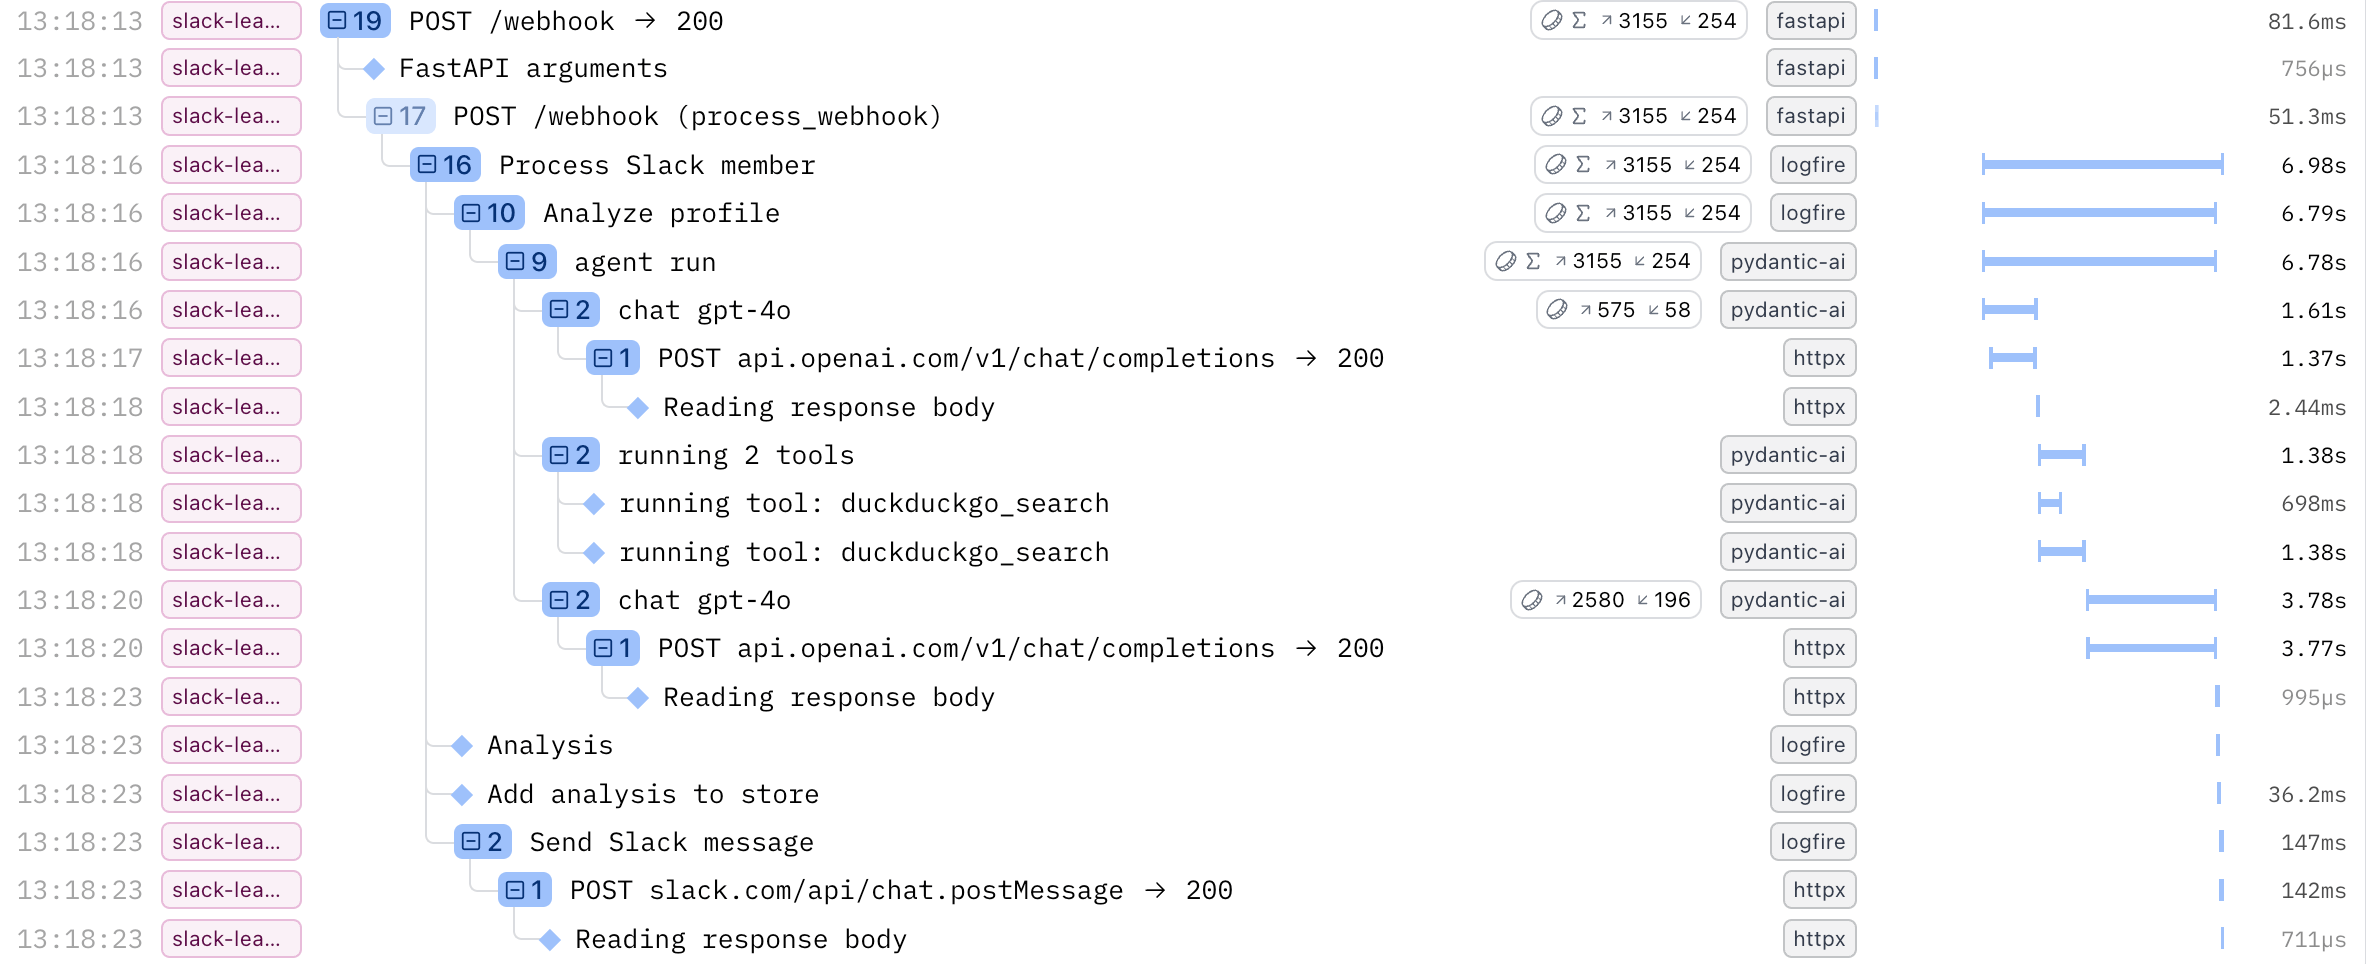 13:18:13 slack-lea... 19 POST /webhook → 200 Σ ↗ 3155 ↙ 254 fastapi 81.6ms
13:18:13 slack-lea... FastAPI arguments fastapi 756µs
13:18:13 slack-lea... 17 POST /webhook (process_webhook) Σ ↗ 3155 ↙ 254 fastapi 51.3ms
13:18:16 slack-lea... 16 Process Slack member Σ ↗ 3155 ↙ 254 logfire 6.98s
13:18:16 slack-lea... 10 Analyze profile Σ ↗ 3155 ↙ 254 logfire 6.79s
13:18:16 slack-lea... 9 agent run Σ ↗ 3155 ↙ 254 pydantic-ai 6.78s
13:18:16 slack-lea... 2 chat gpt-4o ↗ 575 ↙ 58 pydantic-ai 1.61s
13:18:17 slack-lea... 1 POST api.openai.com/v1/chat/completions → 200 httpx 1.37s
13:18:18 slack-lea... Reading response body httpx 2.44ms
13:18:18 slack-lea... 2 running 2 tools pydantic-ai 1.38s
13:18:18 slack-lea... running tool: duckduckgo_search pydantic-ai 698ms
13:18:18 slack-lea... running tool: duckduckgo_search pydantic-ai 1.38s
13:18:20 slack-lea... 2 chat gpt-4o ↗ 2580 ↙ 196 pydantic-ai 3.78s
13:18:20 slack-lea... 1 POST api.openai.com/v1/chat/completions → 200 httpx 3.77s
13:18:23 slack-lea... Reading response body httpx 995µs
13:18:23 slack-lea... Analysis logfire
13:18:23 slack-lea... Add analysis to store logfire 36.2ms
13:18:23 slack-lea... 2 Send Slack message logfire 147ms
13:18:23 slack-lea... 1 POST slack.com/api/chat.postMessage → 200 httpx 142ms
13:18:23 slack-lea... Reading response body httpx 711µs